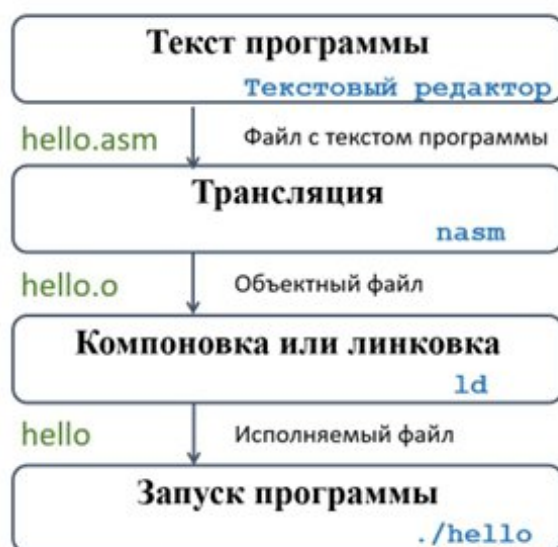 Текст программы
Текстовый редактор
hello.asm
Файл с текстом программы
Трансляция
nasm
hello.o
Объектный файл
Компоновка или линковка
ld
hello
Исполняемый файл
Запуск программы
./hello